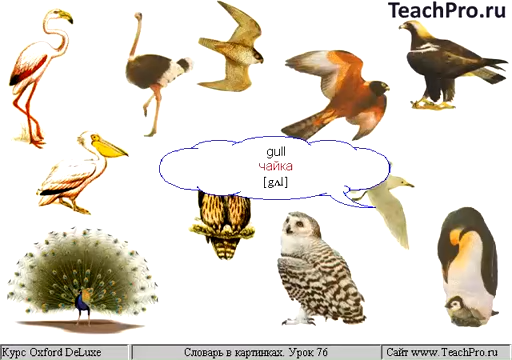 TeachPro.ru
gull
чайка
[gʌl]
Курс Oxford DeLuxe
Словарь в картинках. Урок 76
Сайт www.TeachPro.ru